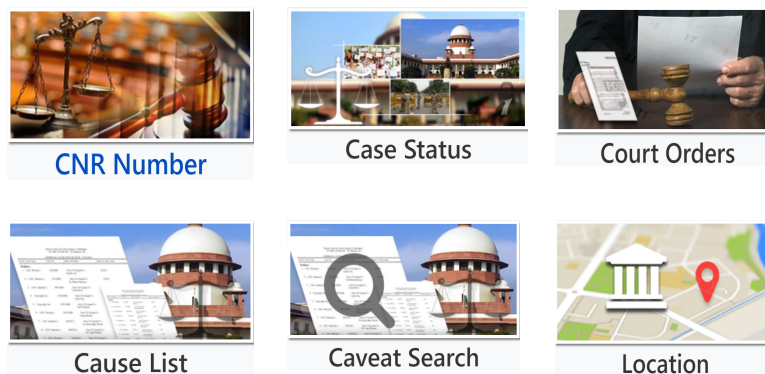 CNR Number
Case Status
Court Orders
Cause List
Caveat Search
Location